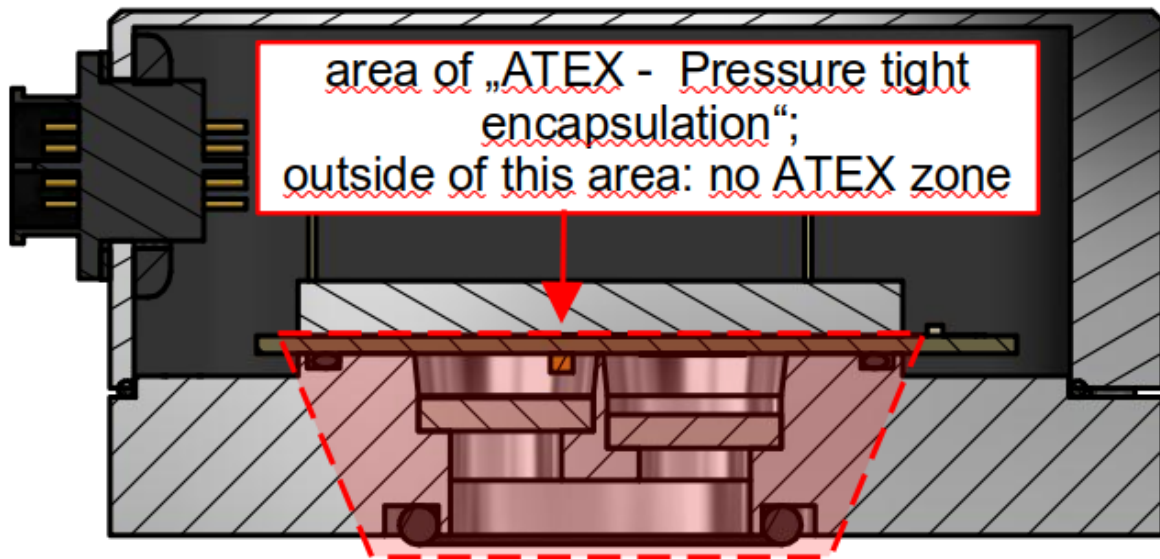 area of „ATEX -  Pressure tight
encapsulation“;
outside of this area: no ATEX zone